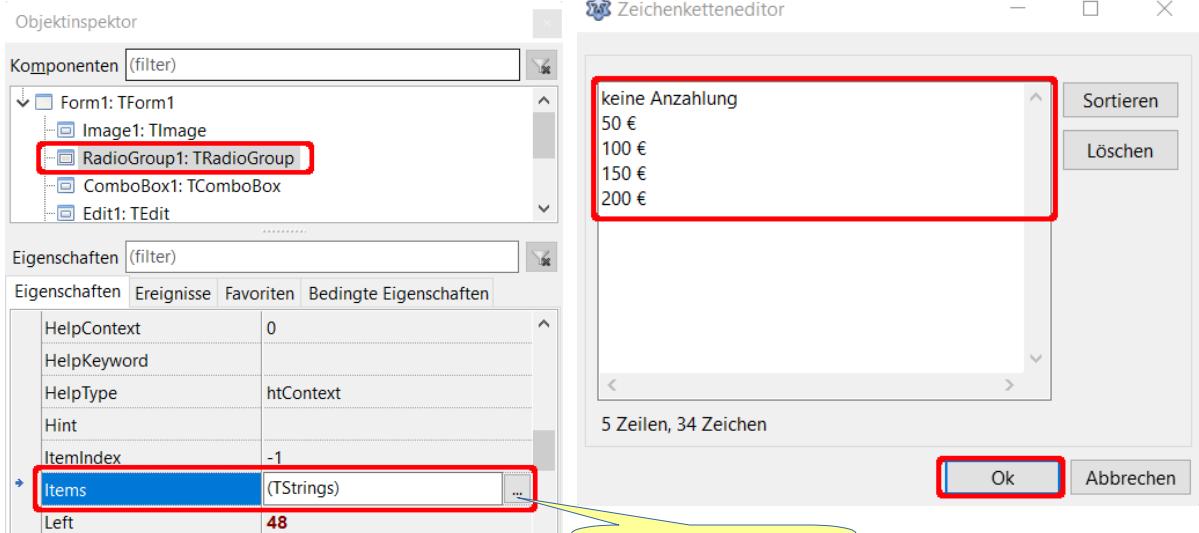 Objektinspektor
Komponenten (filter)
Form1: TForm1
Image1: TImage
RadioGroup1: TRadioGroup
ComboBox1: TComboBox
Edit1: TEdit
Eigenschaften (filter)
Eigenschaften Ereignisse Favoriten Bedingte Eigenschaften
HelpContext 0
HelpKeyword
HelpType htContext
Hint
ItemIndex -1
Items (TStrings) ...
Left 48
Zeichenketteneditor
keine Anzahlung
50 €
100 €
150 €
200 €
Sortieren
Löschen
5 Zeilen, 34 Zeichen
Ok Abbrechen